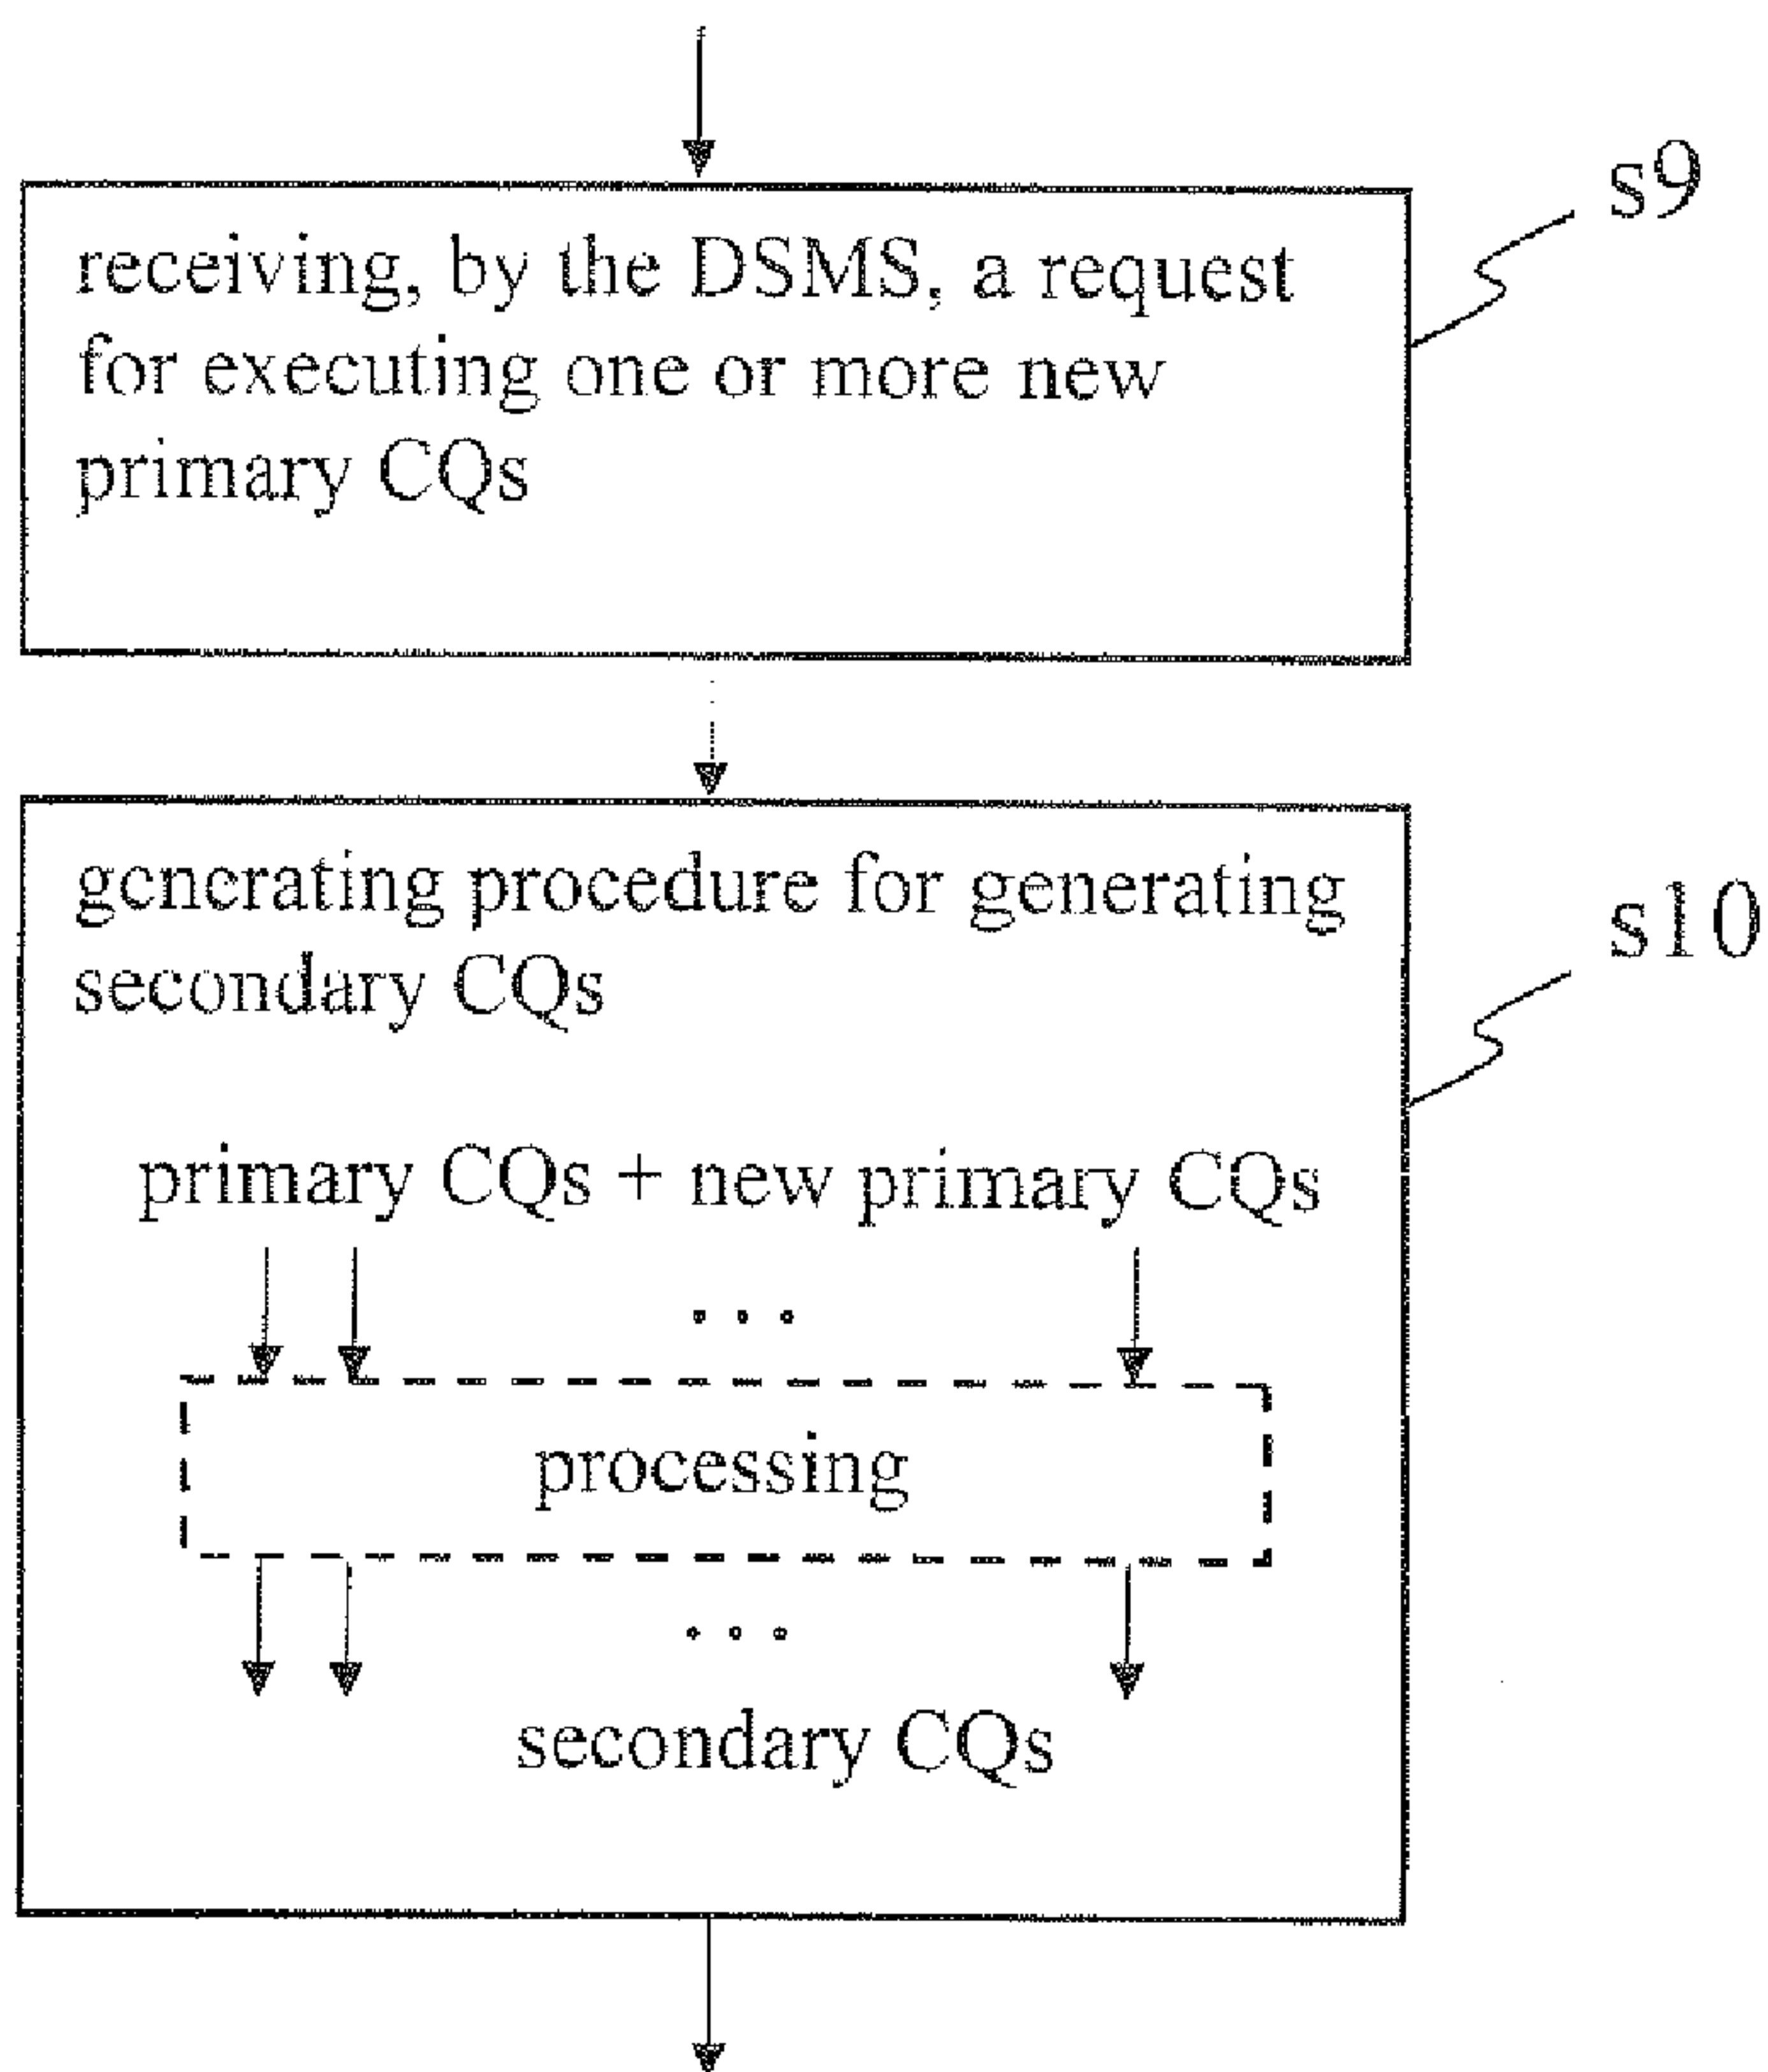 s9
receiving, by the DSMS, a request
for executing one or more new
primary CQs
generating procedure for generating
secondary CQs
s10
primary CQs + new primary CQs
. . .
processing
. . .
secondary CQs